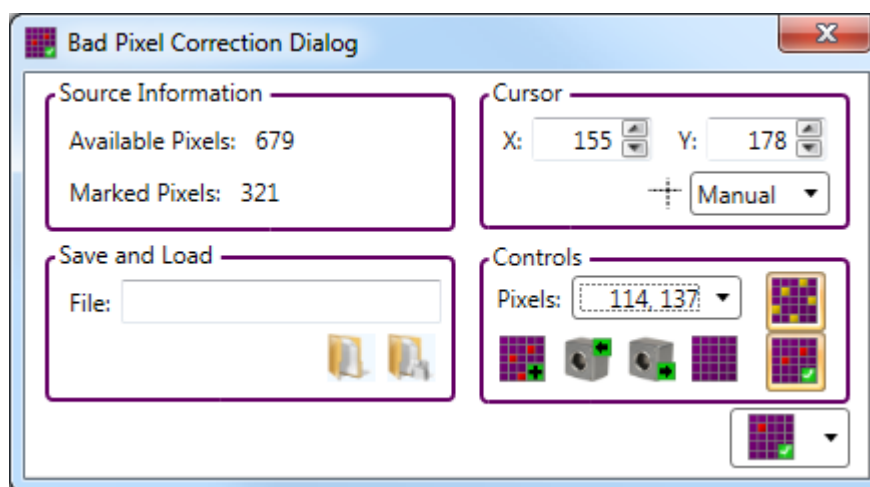 Bad Pixel Correction Dialog
Source Information
Available Pixels: 679
Marked Pixels: 321
Cursor
X: 155 Y: 178
Manual
Save and Load
File:
Controls
Pixels: 114, 137